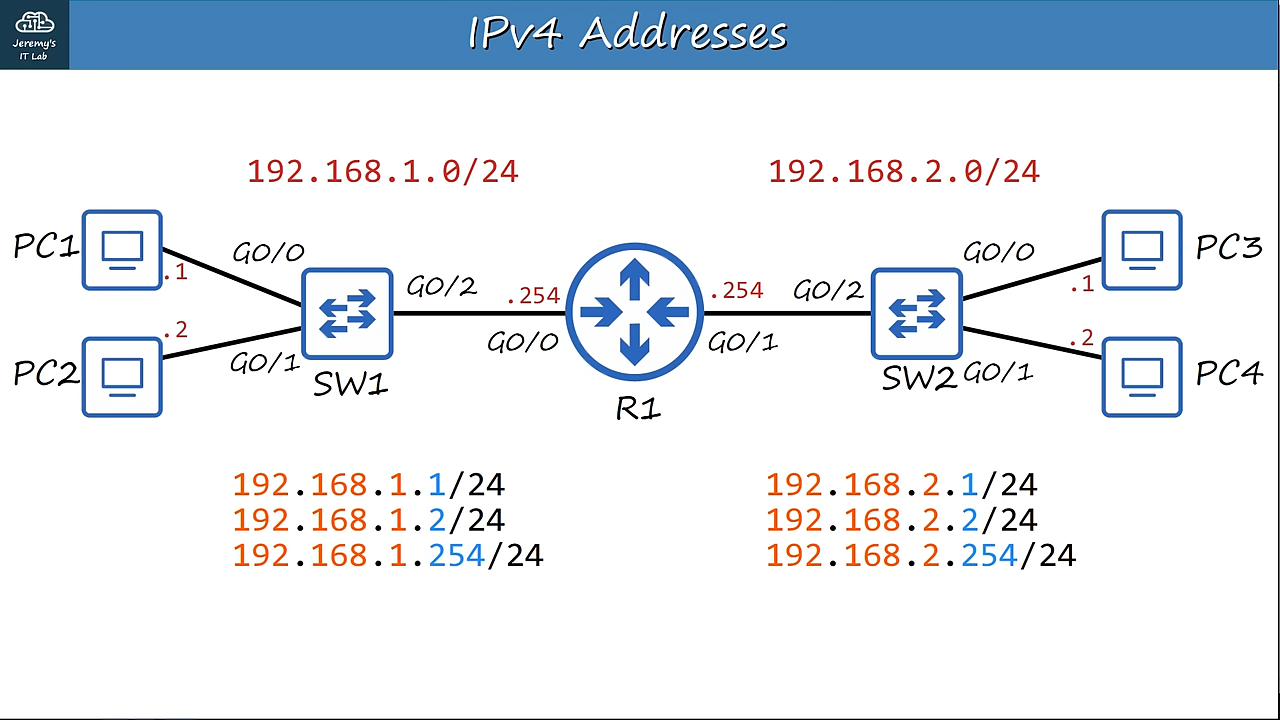 Jeremy's
IT Lab
IPv4 Addresses
192.168.1.0/24
192.168.2.0/24
PC1
.1
G0/0
PC2
.2
G0/1
SW1
G0/2
.254
G0/0
R1
.254
G0/1
G0/2
SW2
G0/0
.1
PC3
G0/1
.2
PC4
192.168.1.1/24
192.168.1.2/24
192.168.1.254/24
192.168.2.1/24
192.168.2.2/24
192.168.2.254/24